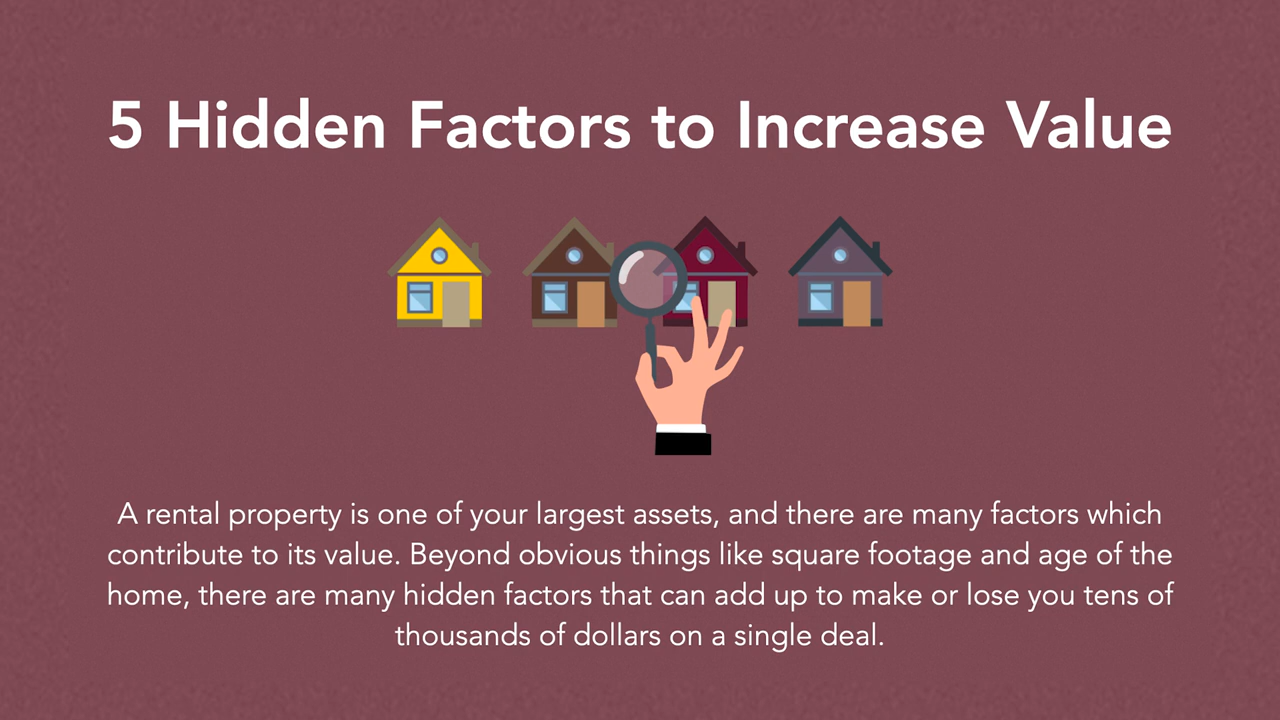 5 Hidden Factors to Increase Value
A rental property is one of your largest assets, and there are many factors which
contribute to its value. Beyond obvious things like square footage and age of the
home, there are many hidden factors that can add up to make or lose you tens of
thousands of dollars on a single deal.